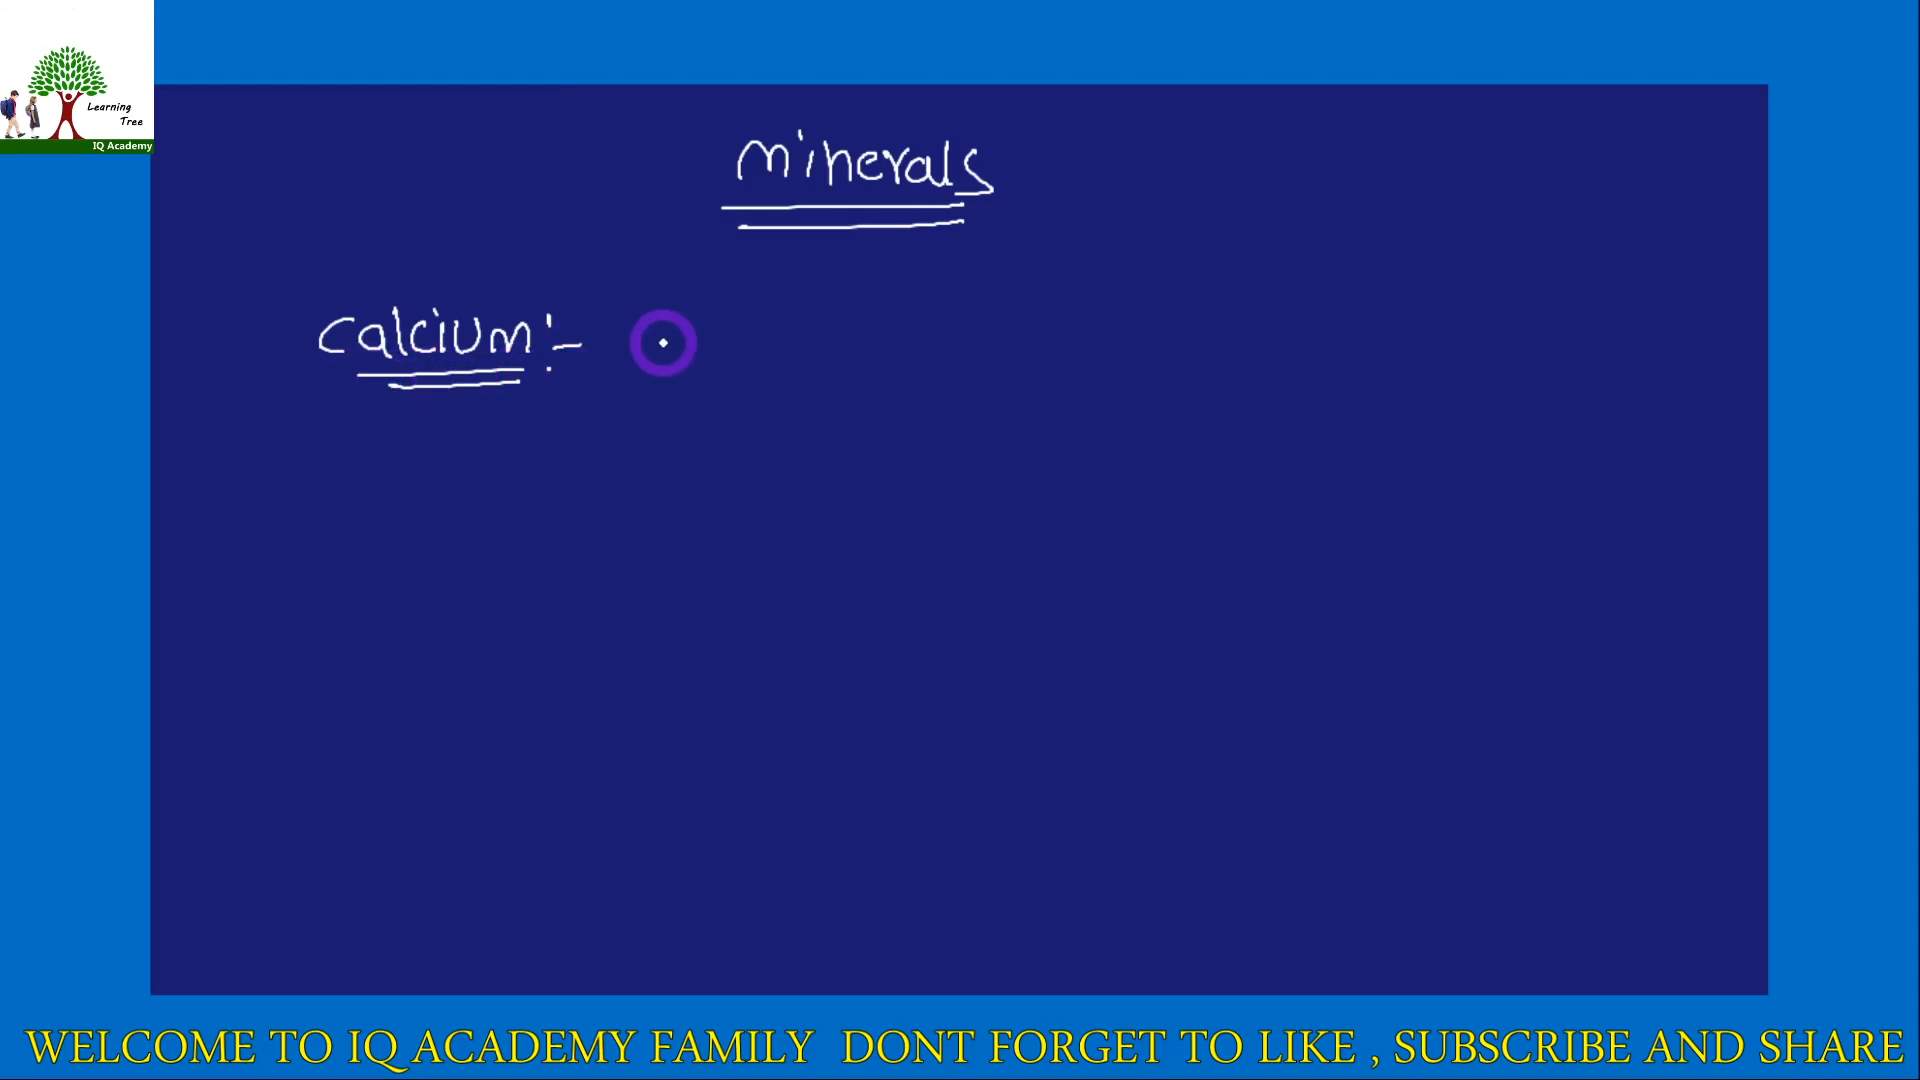 Learning
Tree
IQ Academy
Minerals
Calcium :-
WELCOME TO IQ ACADEMY FAMILY DONT FORGET TO LIKE , SUBSCRIBE AND SHARE